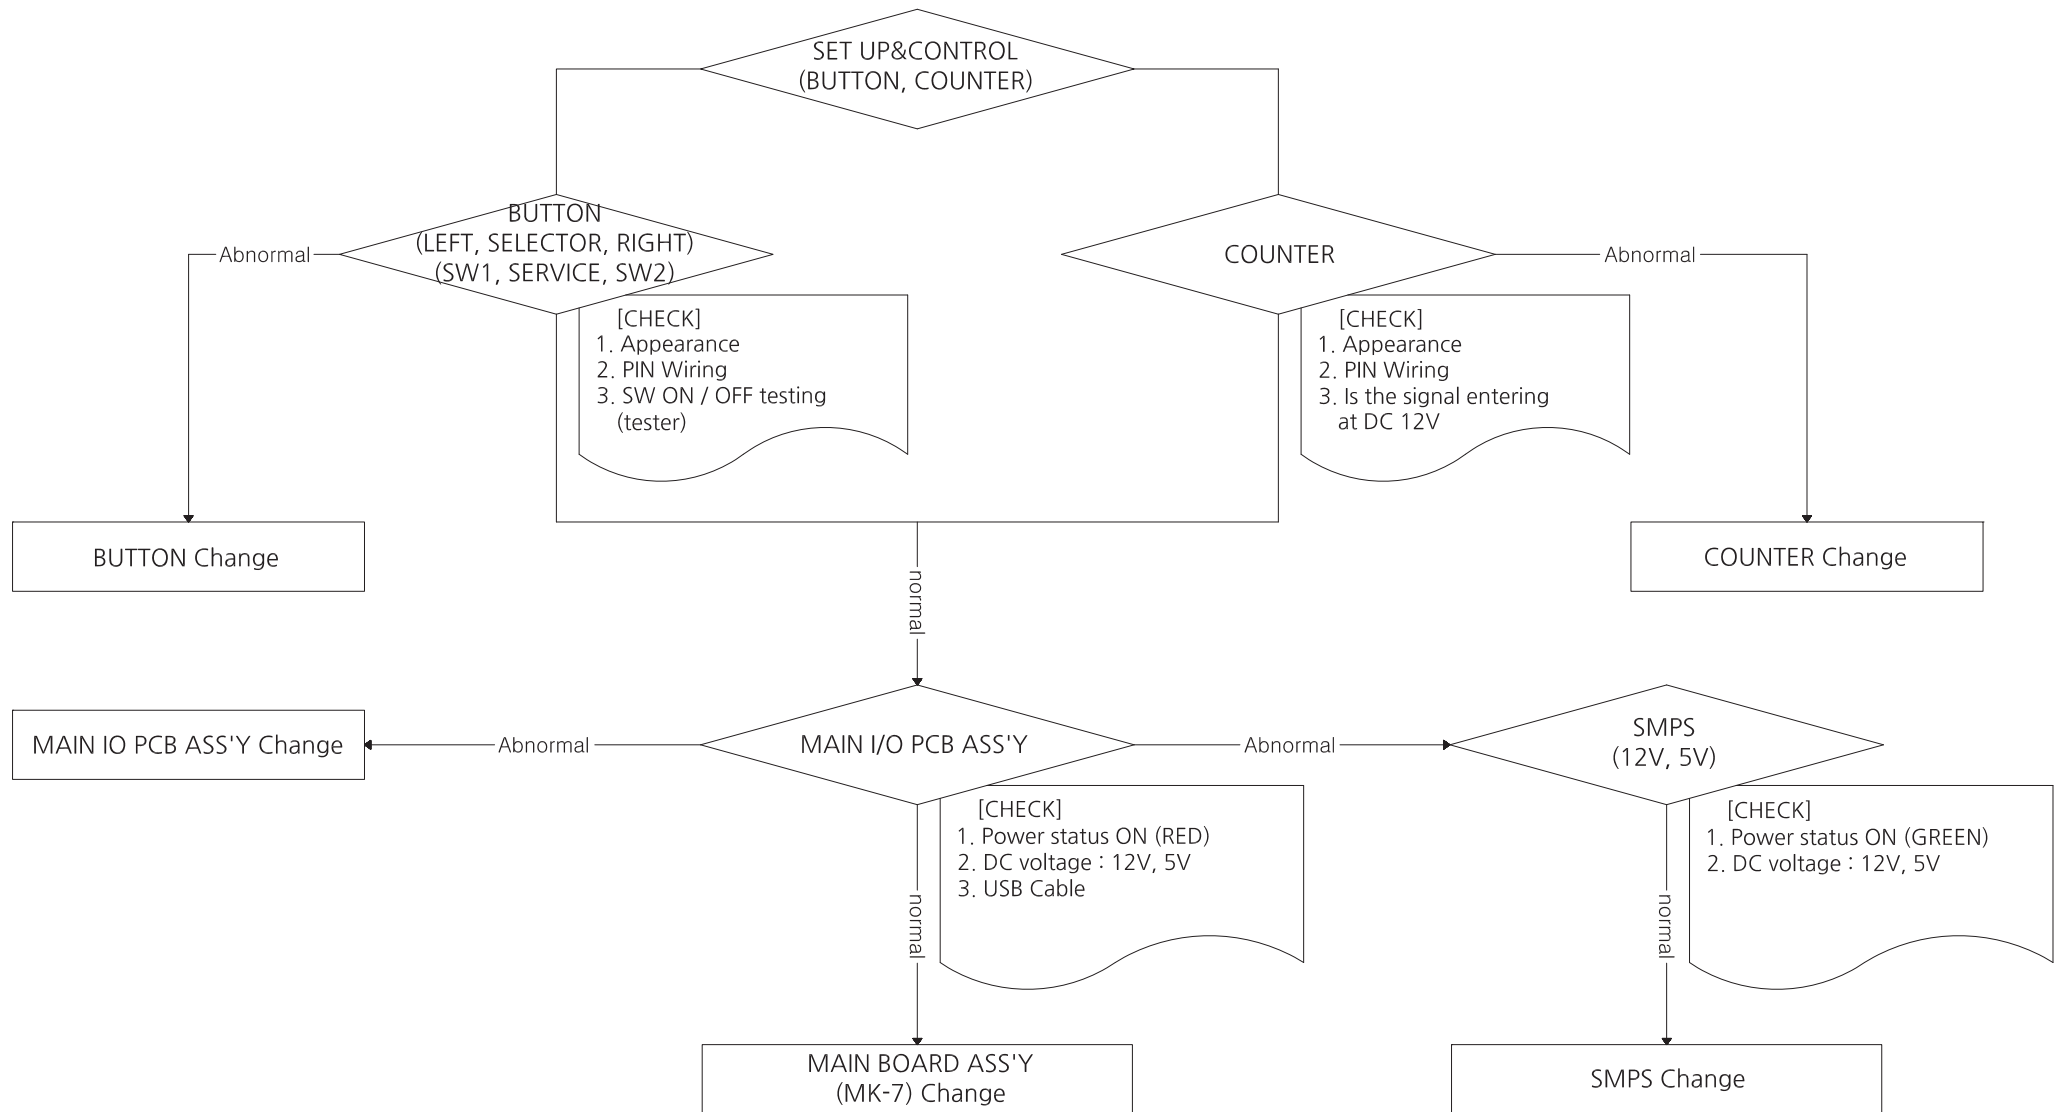 SET UP&CONTROL
(BUTTON, COUNTER)
BUTTON
(LEFT, SELECTOR, RIGHT)
(SW1, SERVICE, SW2)
Abnormal
COUNTER
Abnormal
[CHECK]
1. Appearance
2. PIN Wiring
3. SW ON / OFF testing
(tester)
[CHECK]
1. Appearance
2. PIN Wiring
3. Is the signal entering
at DC 12V
BUTTON Change
COUNTER Change
normal
MAIN IO PCB ASS'Y Change
Abnormal
MAIN I/O PCB ASS'Y
Abnormal
SMPS
(12V, 5V)
[CHECK]
1. Power status ON (RED)
2. DC voltage : 12V, 5V
3. USB Cable
[CHECK]
1. Power status ON (GREEN)
2. DC voltage : 12V, 5V
normal
normal
MAIN BOARD ASS'Y
(MK-7) Change
SMPS Change